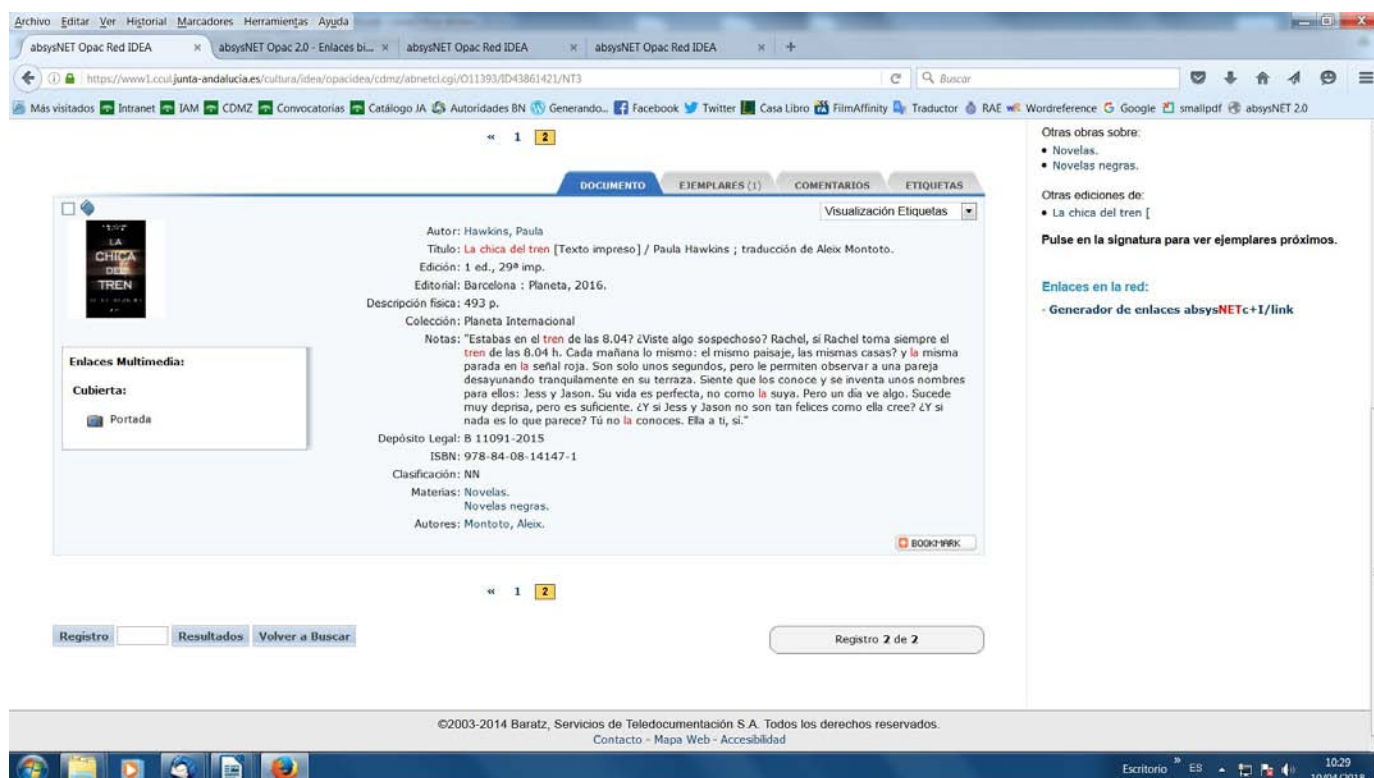 Archivo Editar Ver Historial Marcadores Herramientas Ayuda
absysNET Opac Red IDEA × absysNET Opac 2.0 - Enlaces bi... × absysNET Opac Red IDEA × absysNET Opac Red IDEA × +
https://www1.ccul.junta-andalucia.es/cultura/idea/opacidea/cdmz/abnetcl.cgi/O11393/ID43861421/NT3 Buscar
Más visitados Intranet IAM CDMZ Convocatorias Catálogo JA Autoridades BN Generando... Facebook Twitter Casa Libro FilmAffinity Traductor RAE Wordreference Google smallpdf absysNET 2.0
« 1 2
DOCUMENTO EJEMPLARES (1) COMENTARIOS ETIQUETAS
Visualización Etiquetas
LA
CHICA
DEL
TREN
Autor: Hawkins, Paula
Título: La chica del tren [Texto impreso] / Paula Hawkins ; traducción de Aleix Montoto.
Edición: 1 ed., 29ª imp.
Editorial: Barcelona : Planeta, 2016.
Descripción física: 493 p.
Colección: Planeta Internacional
Notas: "Estabas en el tren de las 8.04? ¿Viste algo sospechoso? Rachel, sí Rachel toma siempre el
tren de las 8.04 h. Cada mañana lo mismo: el mismo paisaje, las mismas casas? y la misma
parada en la señal roja. Son solo unos segundos, pero le permiten observar a una pareja
desayunando tranquilamente en su terraza. Siente que los conoce y se inventa unos nombres
para ellos: Jess y Jason. Su vida es perfecta, no como la suya. Pero un día ve algo. Sucede
muy deprisa, pero es suficiente. ¿Y si Jess y Jason no son tan felices como ella cree? ¿Y si
nada es lo que parece? Tú no la conoces. Ella a ti, sí."
Depósito Legal: B 11091-2015
ISBN: 978-84-08-14147-1
Clasificación: NN
Materias: Novelas.
Novelas negras.
Autores: Montoto, Aleix.
BOOKMARK
Enlaces Multimedia:
Cubierta:
Portada
« 1 2
Registro Resultados Volver a Buscar
Registro 2 de 2
Otras obras sobre:
• Novelas.
• Novelas negras.
Otras ediciones de:
• La chica del tren [
Pulse en la signatura para ver ejemplares próximos.
Enlaces en la red:
- Generador de enlaces absysNETc+I/link
©2003-2014 Baratz, Servicios de Teledocumentación S.A. Todos los derechos reservados.
Contacto - Mapa Web - Accesibilidad
Escritorio » ES 10:29
10/04/2018